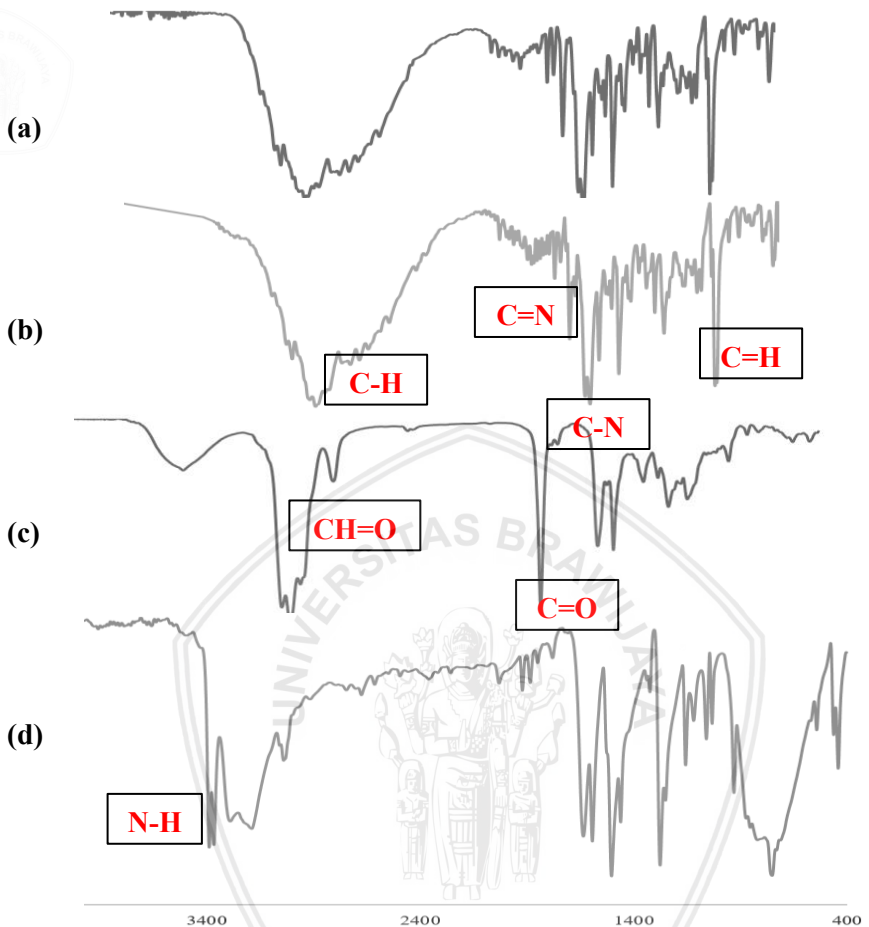 (a)
(b)
C=N
C-H
C=H
C-N
(c)
CH=O
C=O
UNIVERSITAS BRAWIJAYA
(d)
N-H
3400 2400 1400 400